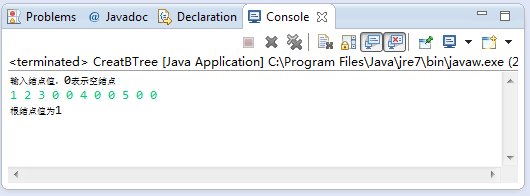 Problems @ Javadoc Declaration Console
<terminated> CreatBTree [Java Application] C:\Program Files\Java\jre7\bin\javaw.exe (2
输入结点值，0表示空结点
1 2 3 0 0 4 0 0 5 0 0
根结点值为1